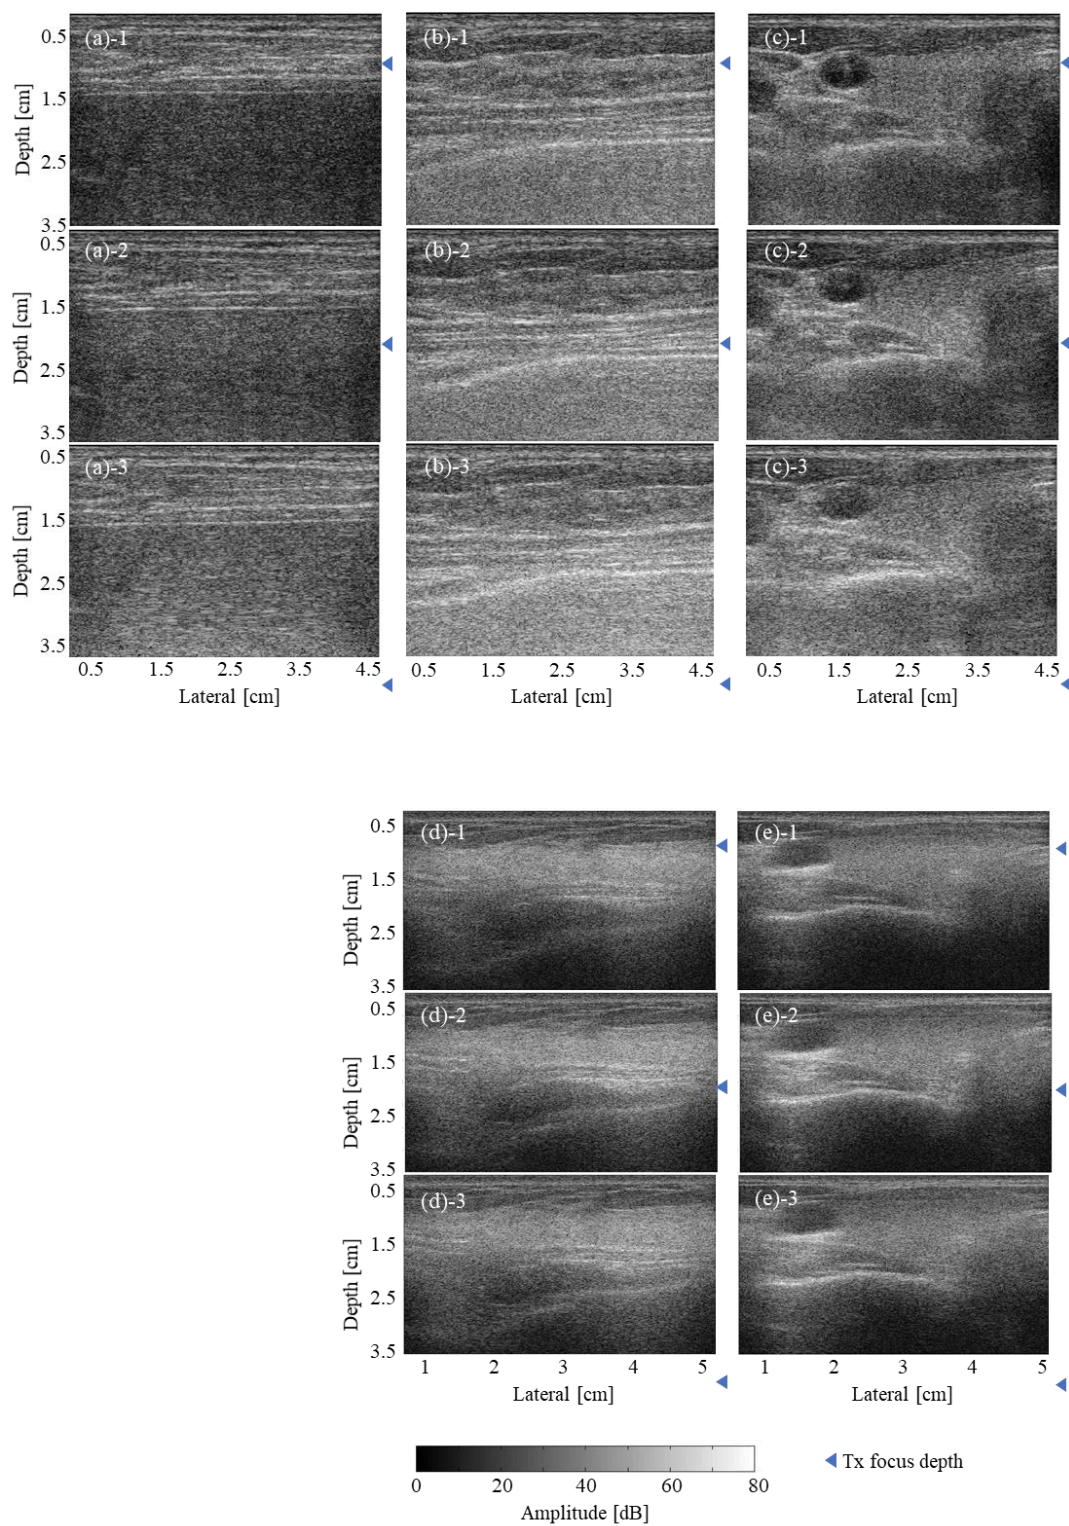 (a)-1 (b)-1 (c)-1
0.5
1.5
2.5
3.5
Depth [cm]
(a)-2 (b)-2 (c)-2
0.5
1.5
2.5
3.5
Depth [cm]
(a)-3 (b)-3 (c)-3
0.5
1.5
2.5
3.5
Depth [cm]
0.5 1.5 2.5 3.5 4.5 0.5 1.5 2.5 3.5 4.5 0.5 1.5 2.5 3.5 4.5
Lateral [cm] Lateral [cm] Lateral [cm]
(d)-1 (e)-1
0.5
1.5
2.5
3.5
Depth [cm]
(d)-2 (e)-2
0.5
1.5
2.5
3.5
Depth [cm]
(d)-3 (e)-3
0.5
1.5
2.5
3.5
Depth [cm]
1 2 3 4 5 1 2 3 4 5
Lateral [cm] Lateral [cm]
Tx focus depth
0 20 40 60 80
Amplitude [dB]